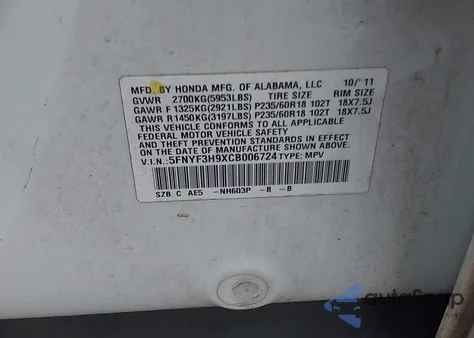 MFD. BY HONDA MFG. OF ALABAMA, LLC 10/'11
GVWR 2700KG(5953LBS) TIRE SIZE RIM SIZE
GAWR F 1325KG(2921LBS) P235/60R18 102T 18X7.5J
GAWR R1450KG(3197LBS) P235/60R18 102T 18X7.5J
THIS VEHICLE CONFORMS TO ALL APPLICABLE
FEDERAL MOTOR VEHICLE SAFETY
AND THEFT PREVENTION STANDARDS IN EFFECT ON
THE DATE OF MANUFACTURE SHOWN ABOVE.
V.I.N.: 5FNYF3H9XCB006724 TYPE: MPV
SZB C AE5 -NH603P -B -B
autoSnap